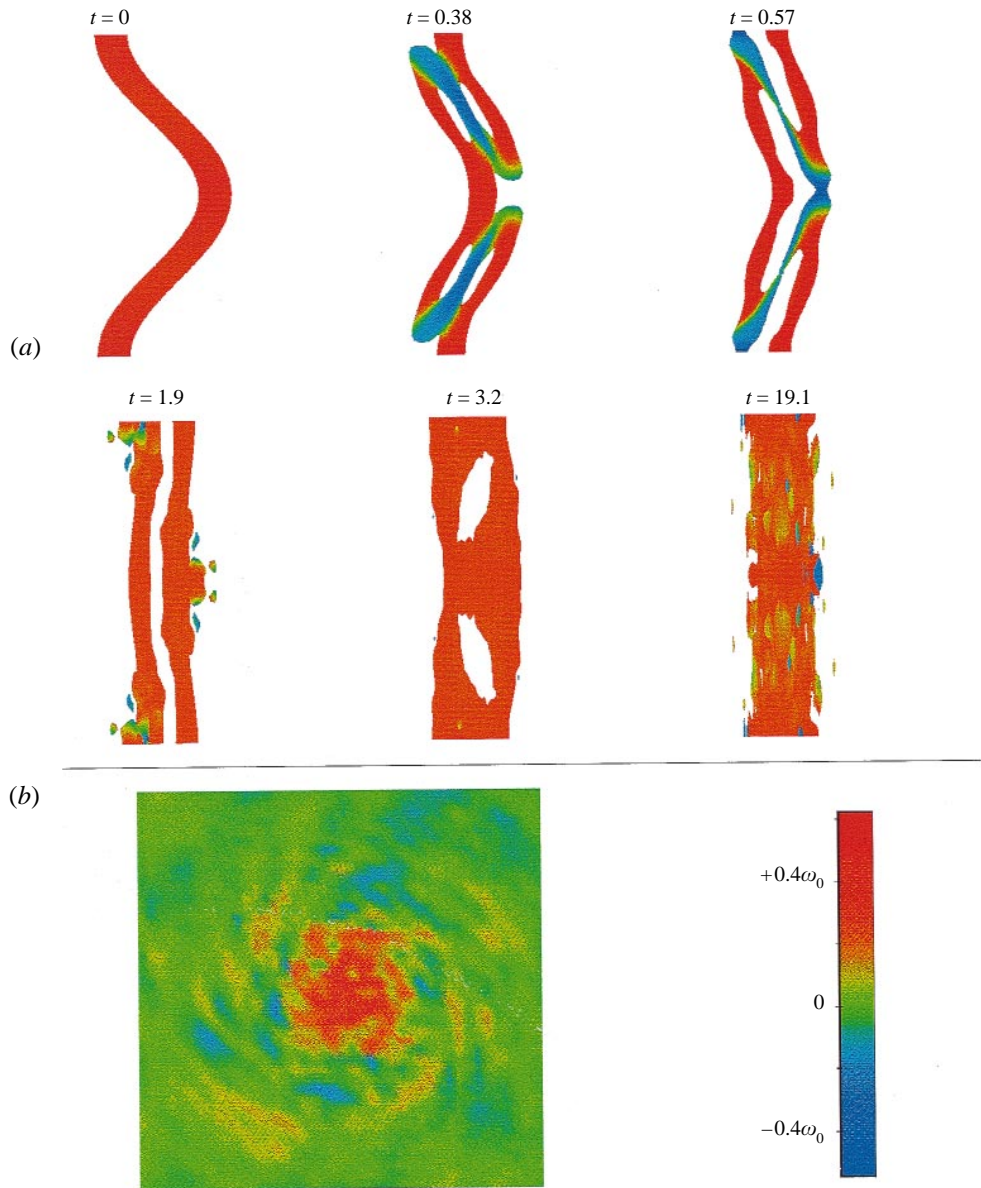 t = 0
t = 0.38
t = 0.57
(a)
t = 1.9
t = 3.2
t = 19.1
(b)
+0.4ω₀
0
−0.4ω₀